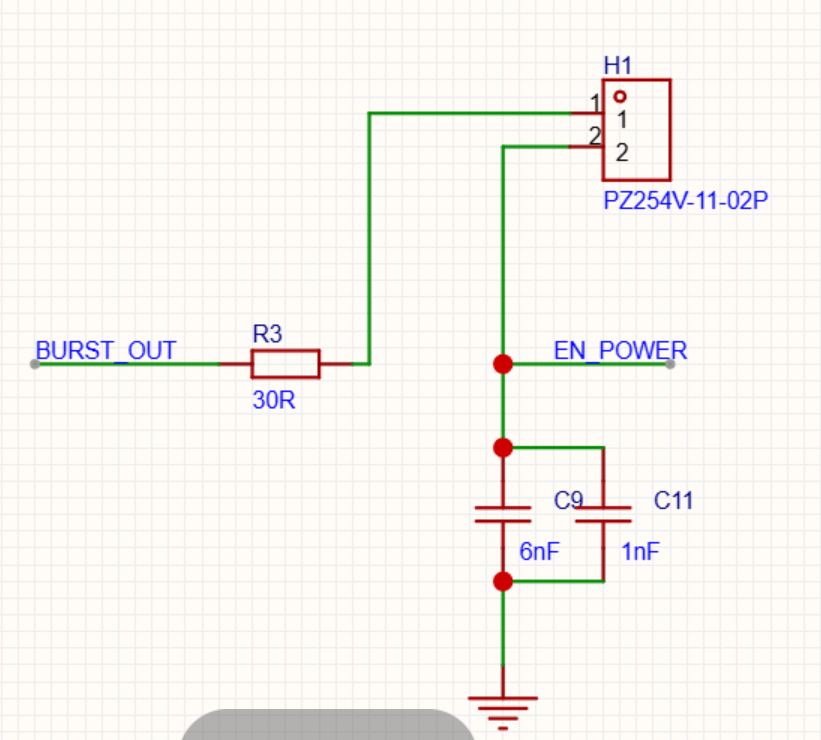 H1
1
1
2
2
PZ254V-11-02P
R3
BURST_OUT
EN_POWER
30R
C9
C11
6nF
1nF